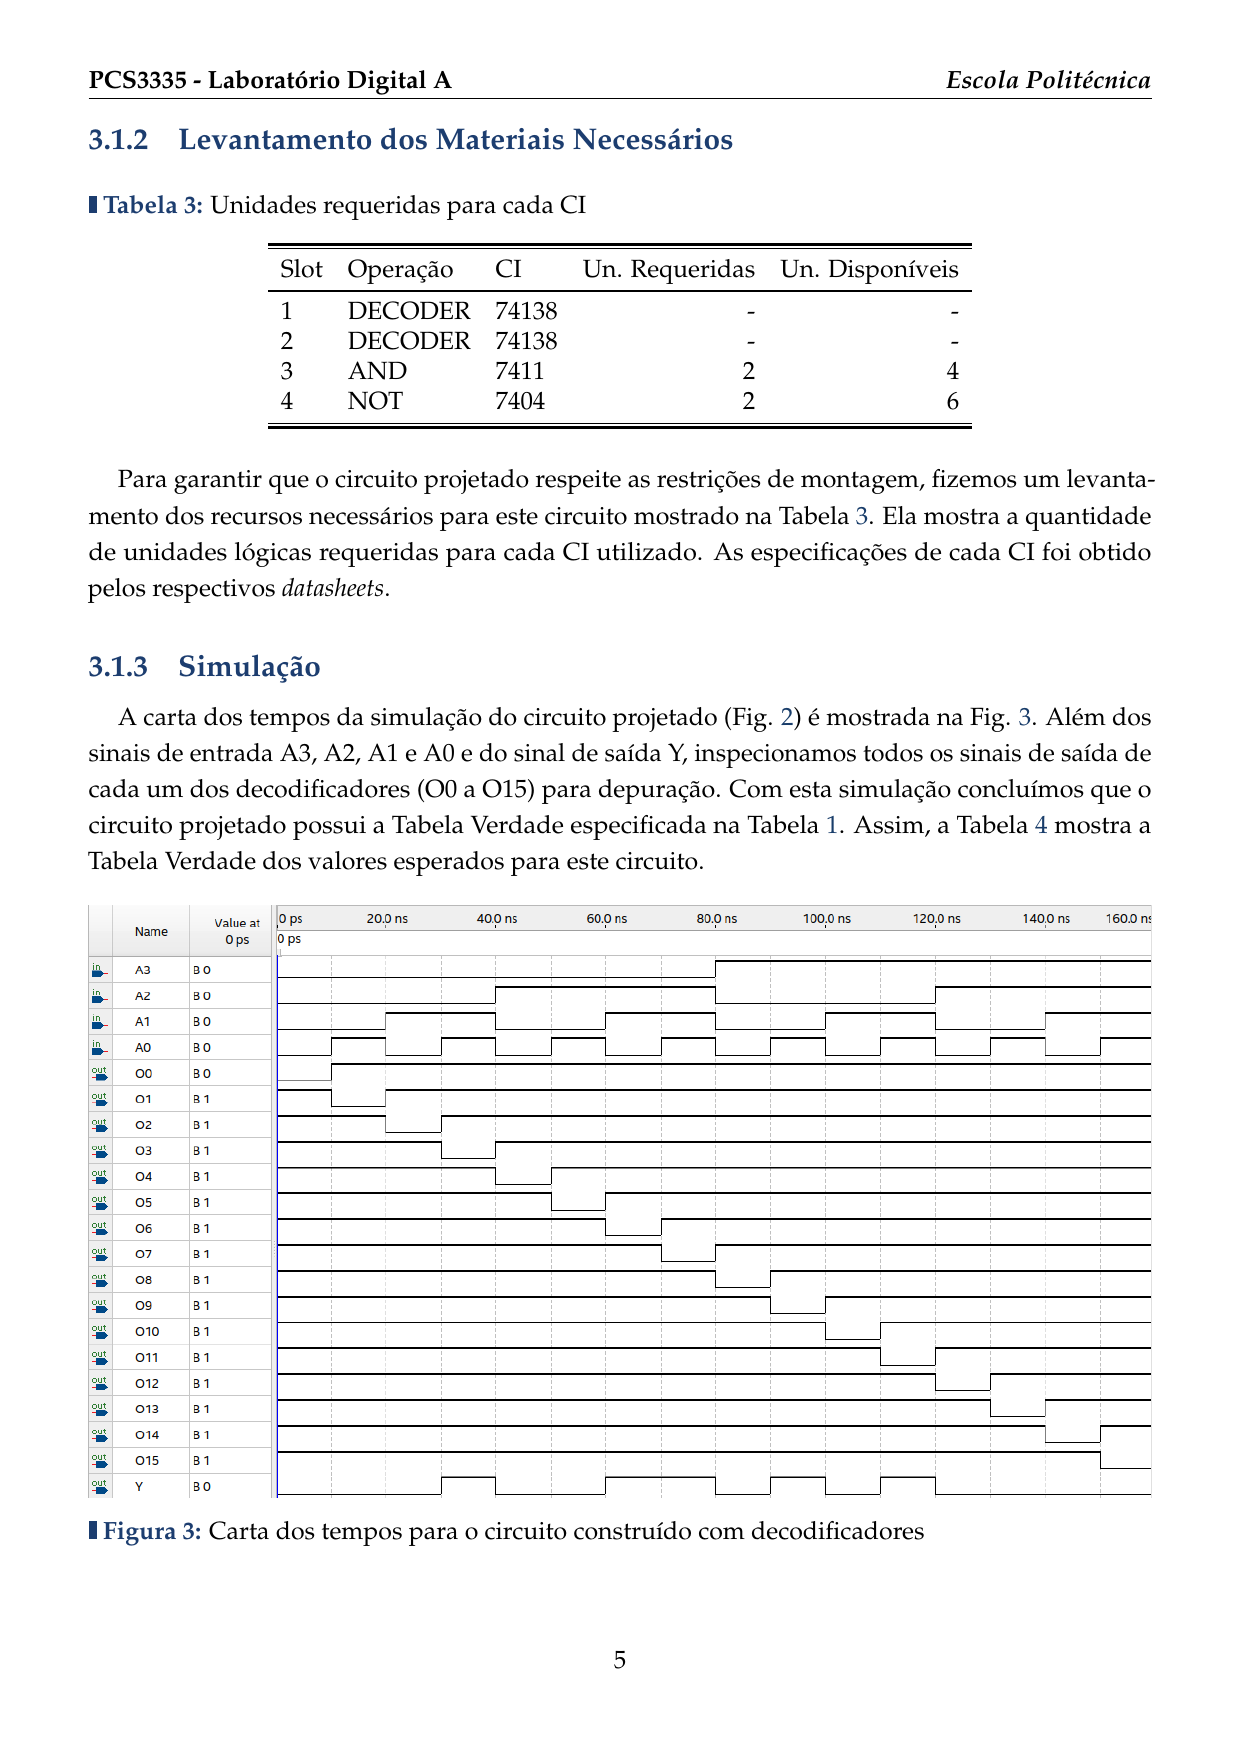 PCS3335 - Laboratório Digital A Escola Politécnica
3.1.2 Levantamento dos Materiais Necessários
Tabela 3: Unidades requeridas para cada CI
Slot Operação CI Un. Requeridas Un. Disponíveis
1 DECODER 74138 - -
2 DECODER 74138 - -
3 AND 7411 2 4
4 NOT 7404 2 6
Para garantir que o circuito projetado respeite as restrições de montagem, fizemos um levanta-
mento dos recursos necessários para este circuito mostrado na Tabela 3. Ela mostra a quantidade
de unidades lógicas requeridas para cada CI utilizado. As especificações de cada CI foi obtido
pelos respectivos datasheets.
3.1.3 Simulação
A carta dos tempos da simulação do circuito projetado (Fig. 2) é mostrada na Fig. 3. Além dos
sinais de entrada A3, A2, A1 e A0 e do sinal de saída Y, inspecionamos todos os sinais de saída de
cada um dos decodificadores (O0 a O15) para depuração. Com esta simulação concluímos que o
circuito projetado possui a Tabela Verdade especificada na Tabela 1. Assim, a Tabela 4 mostra a
Tabela Verdade dos valores esperados para este circuito.
Name Value at 0 ps 0 ps 20.0 ns 40.0 ns 60.0 ns 80.0 ns 100.0 ns 120.0 ns 140.0 ns 160.0 ns
0 ps
in A3 B 0
in A2 B 0
in A1 B 0
in A0 B 0
out O0 B 0
out O1 B 1
out O2 B 1
out O3 B 1
out O4 B 1
out O5 B 1
out O6 B 1
out O7 B 1
out O8 B 1
out O9 B 1
out O10 B 1
out O11 B 1
out O12 B 1
out O13 B 1
out O14 B 1
out O15 B 1
out Y B 0
Figura 3: Carta dos tempos para o circuito construído com decodificadores
5